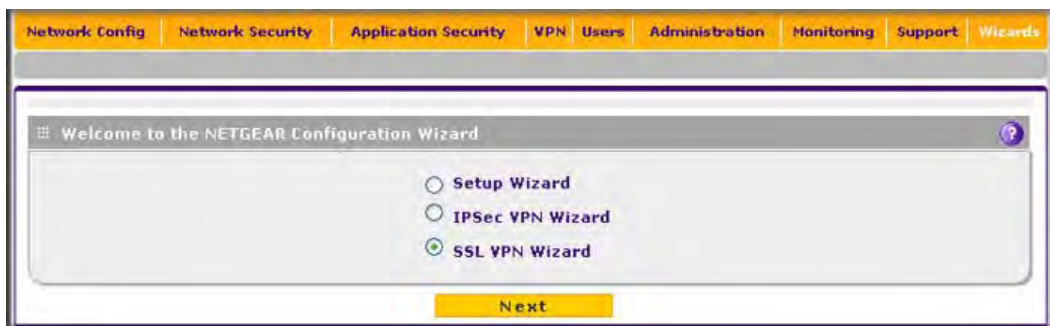 Network Config Network Security Application Security VPN Users Administration Monitoring Support Wizards
Welcome to the NETGEAR Configuration Wizard ?
Setup Wizard
IPSec VPN Wizard
SSL VPN Wizard
Next